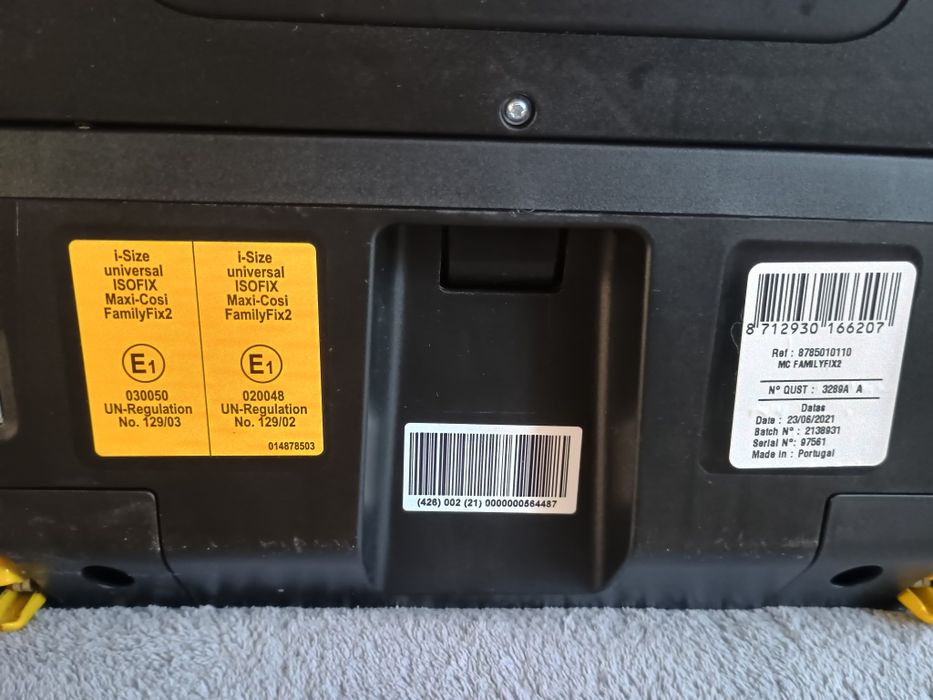 i-Size
universal
ISOFIX
Maxi-Cosi
FamilyFix2
E1
030050
UN-Regulation
No. 129/03
i-Size
universal
ISOFIX
Maxi-Cosi
FamilyFix2
E1
020048
UN-Regulation
No. 129/02
014878503
(426) 002 (21) 0000000564487
8 712930 166207
Ref : 8785010110
MC FAMILYFIX2
N° QUST : 3289A A
Datas
Date : 23/06/2021
Batch N° : 2138931
Serial N°: 97561
Made in : Portugal